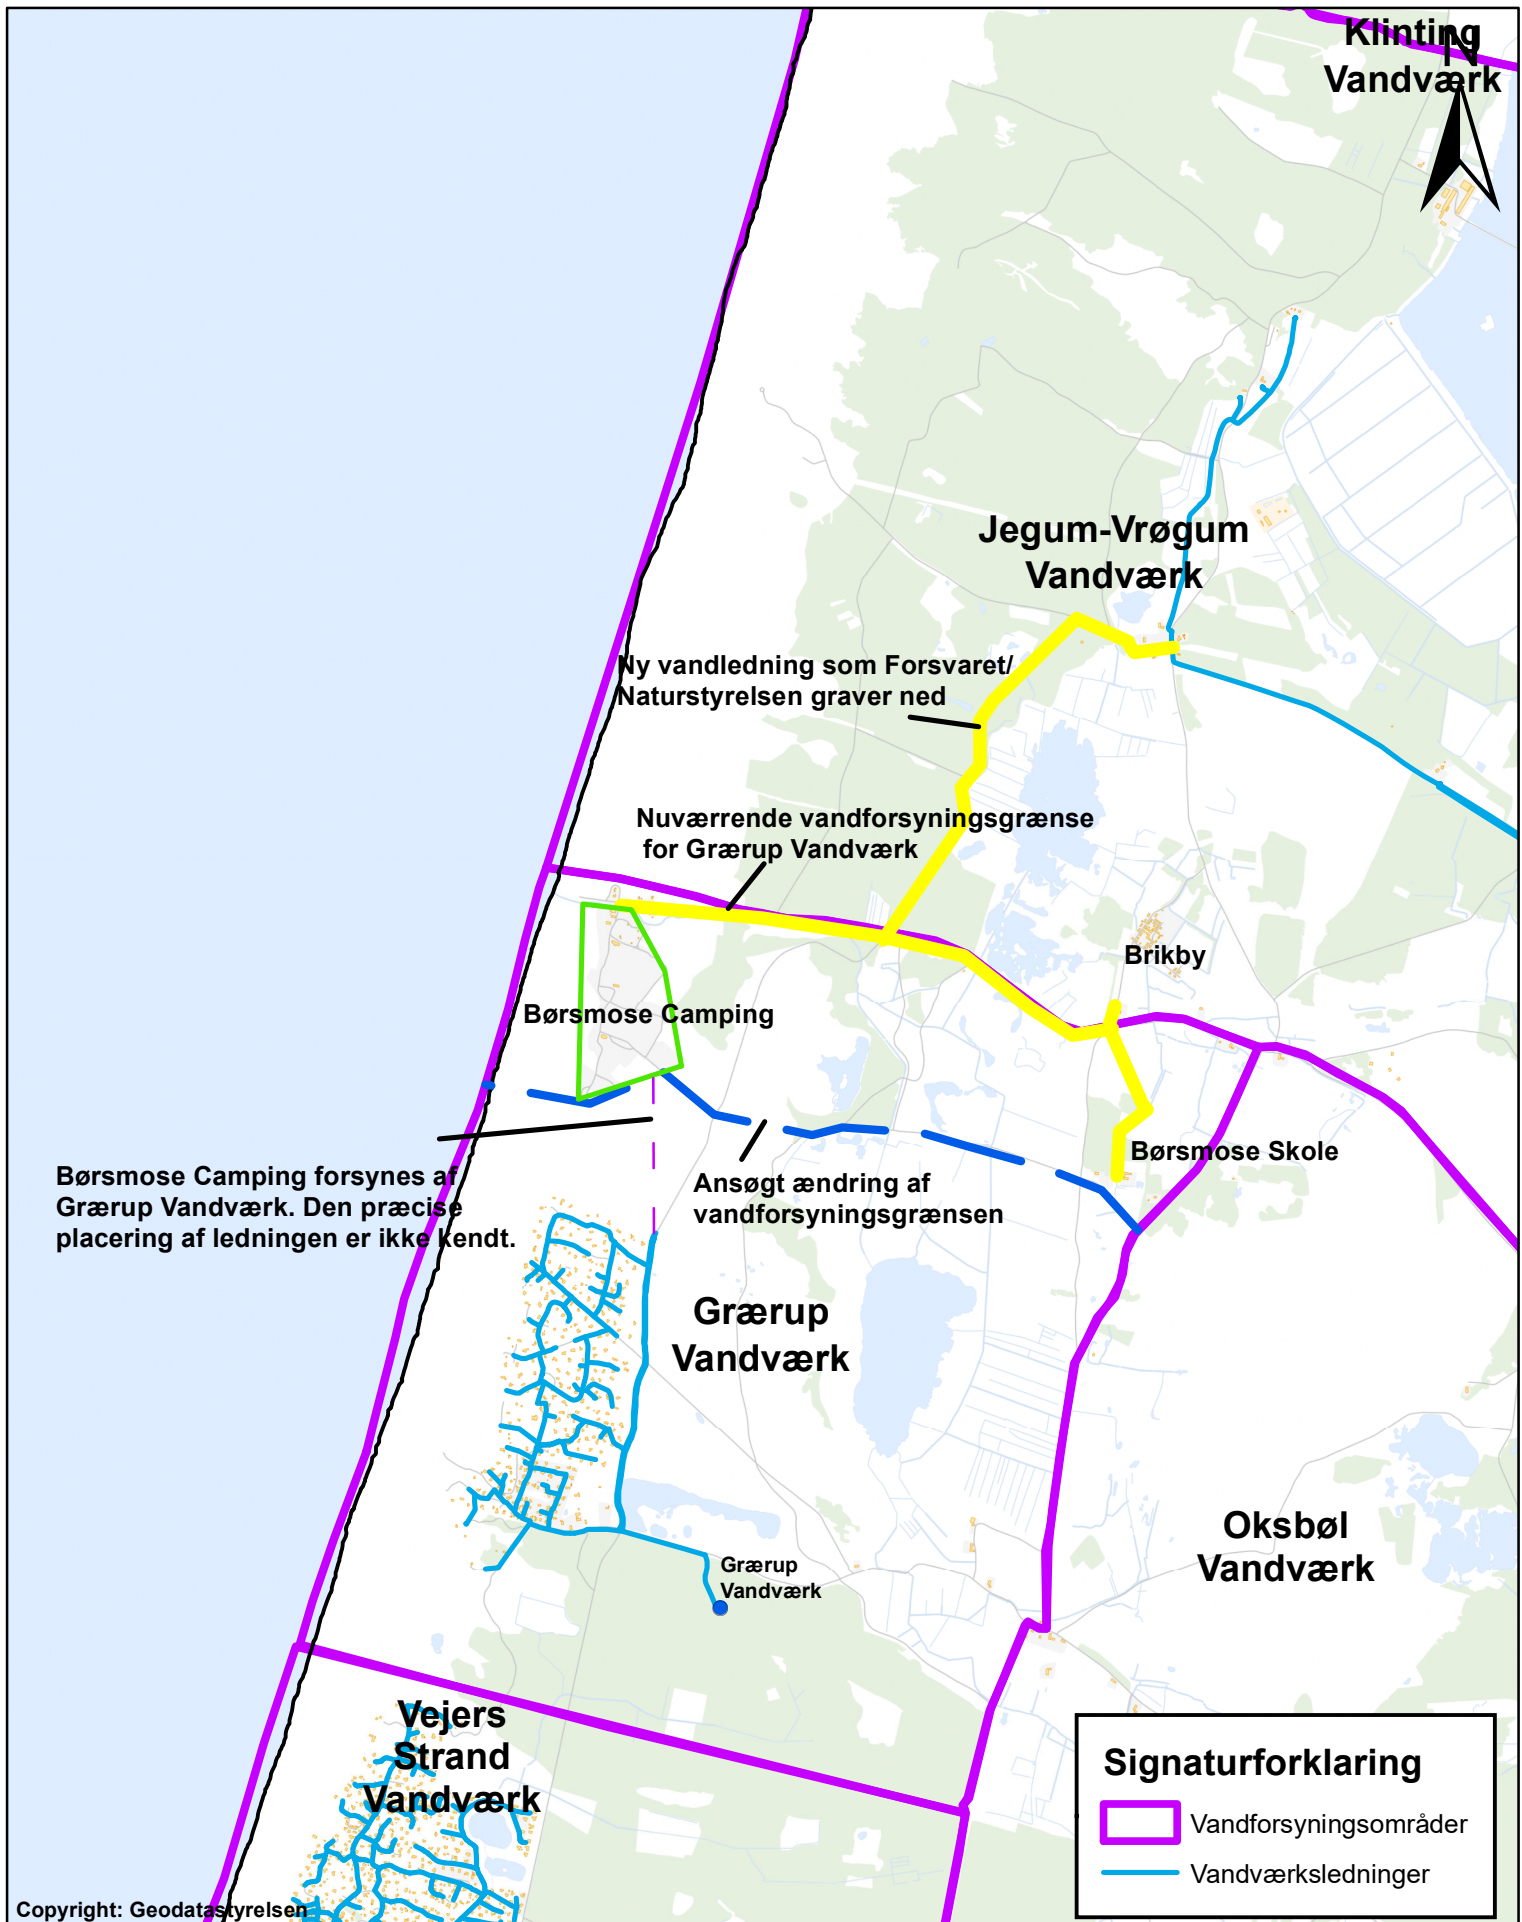 Klinting
Vandværk
N
Jegum-Vrøgum
Vandværk
Ny vandledning som Forsvaret/
Naturstyrelsen graver ned
Nuværrende vandforsyningsgrænse
for Grærup Vandværk
Brikby
Børsmose Camping
Børsmose Skole
Børsmose Camping forsynes af
Grærup Vandværk. Den præcise
placering af ledningen er ikke kendt.
Ansøgt ændring af
vandforsyningsgrænsen
Grærup
Vandværk
Oksbøl
Vandværk
Grærup
Vandværk
Vejers
Strand
Vandværk
Signaturforklaring
Vandforsyningsområder
Vandværksledninger
Copyright: Geodatastyrelsen